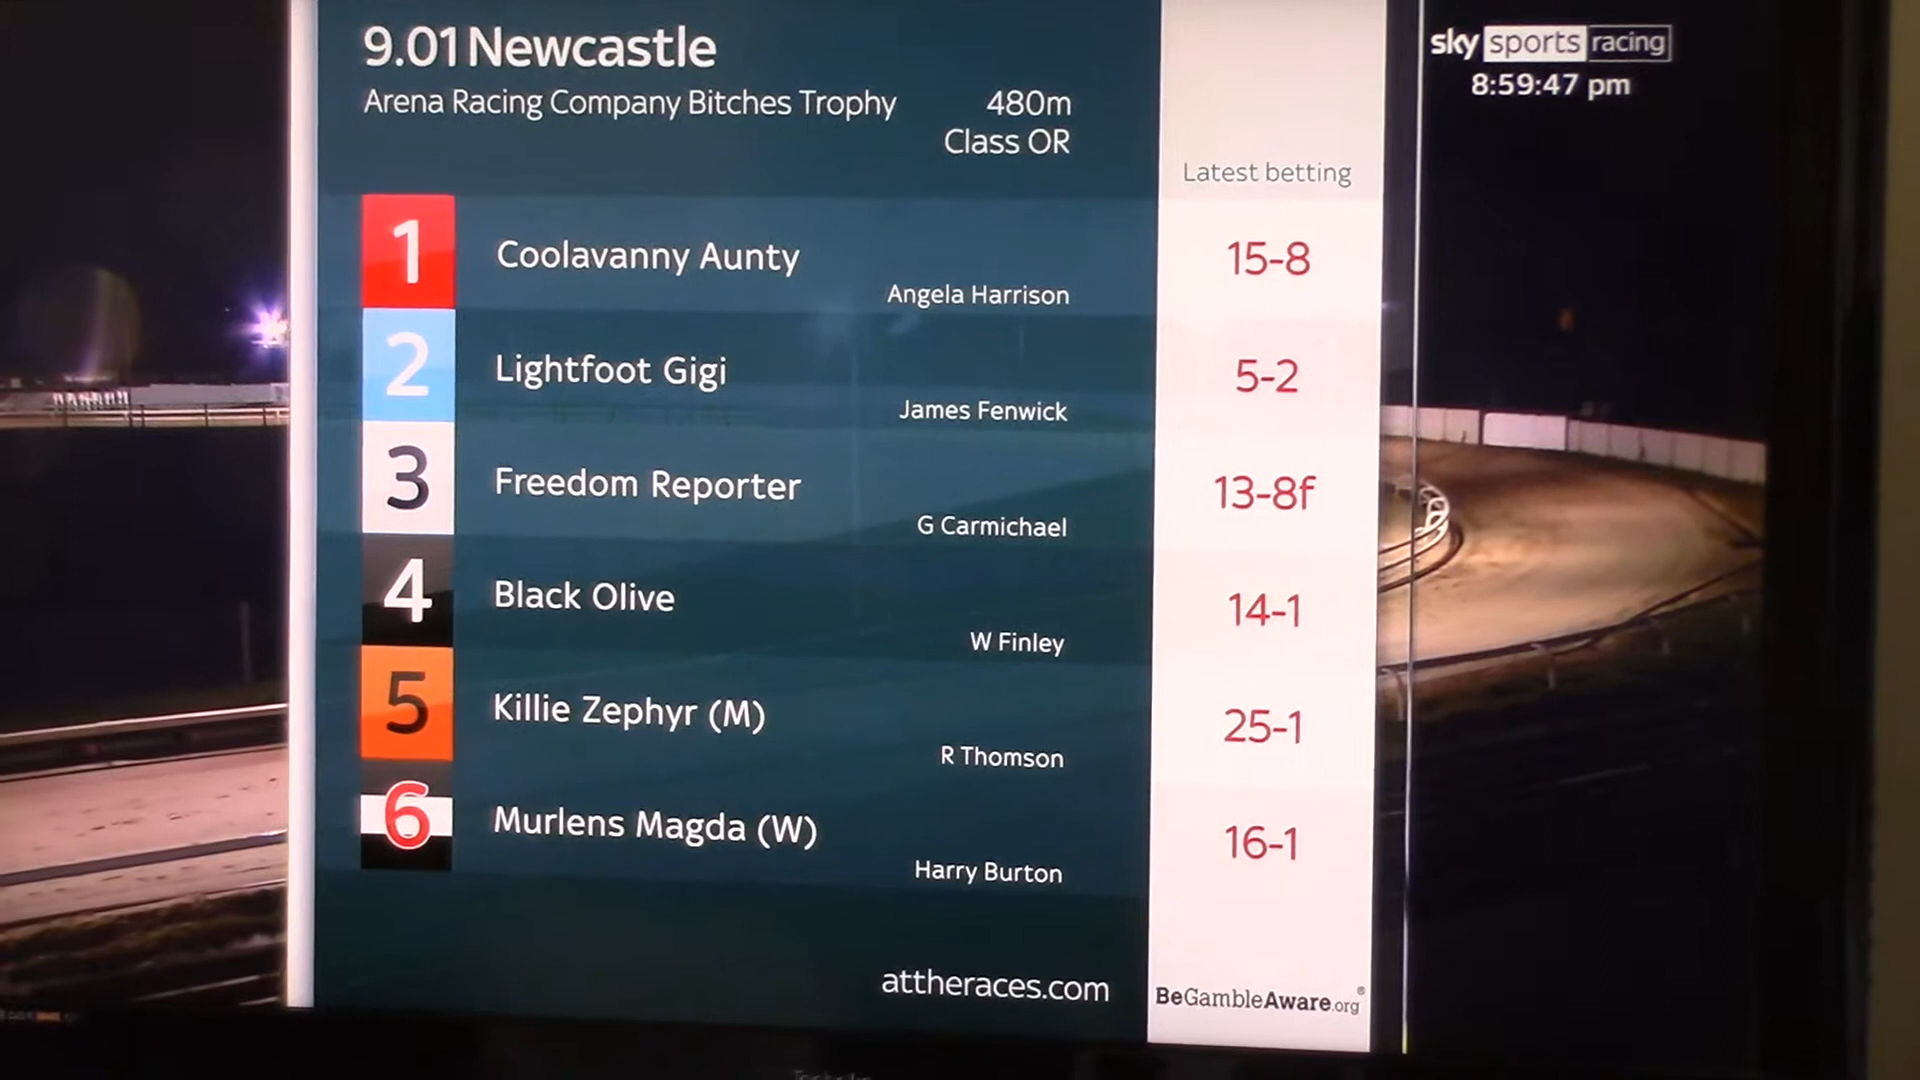 9.01 Newcastle
Arena Racing Company Bitches Trophy 480m
Class OR
sky sports racing
8:59:47 pm
Latest betting
1 Coolavanny Aunty 15-8
Angela Harrison
2 Lightfoot Gigi 5-2
James Fenwick
3 Freedom Reporter 13-8f
G Carmichael
4 Black Olive 14-1
W Finley
5 Killie Zephyr (M) 25-1
R Thomson
6 Murlens Magda (W) 16-1
Harry Burton
attheraces.com
BeGambleAware.org®